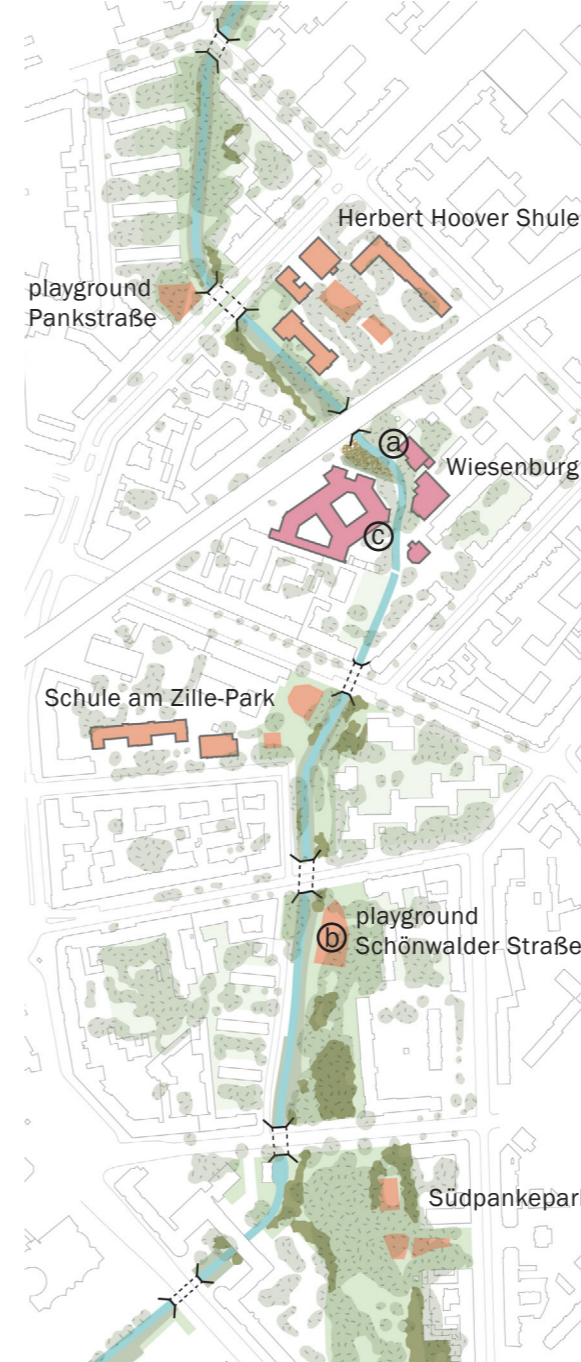 Herbert Hoover Shule
playground
Pankstraße
a
Wiesenburg
c
Schule am Zille-Park
playground
b
Schönwalder Straße
Südpankepark